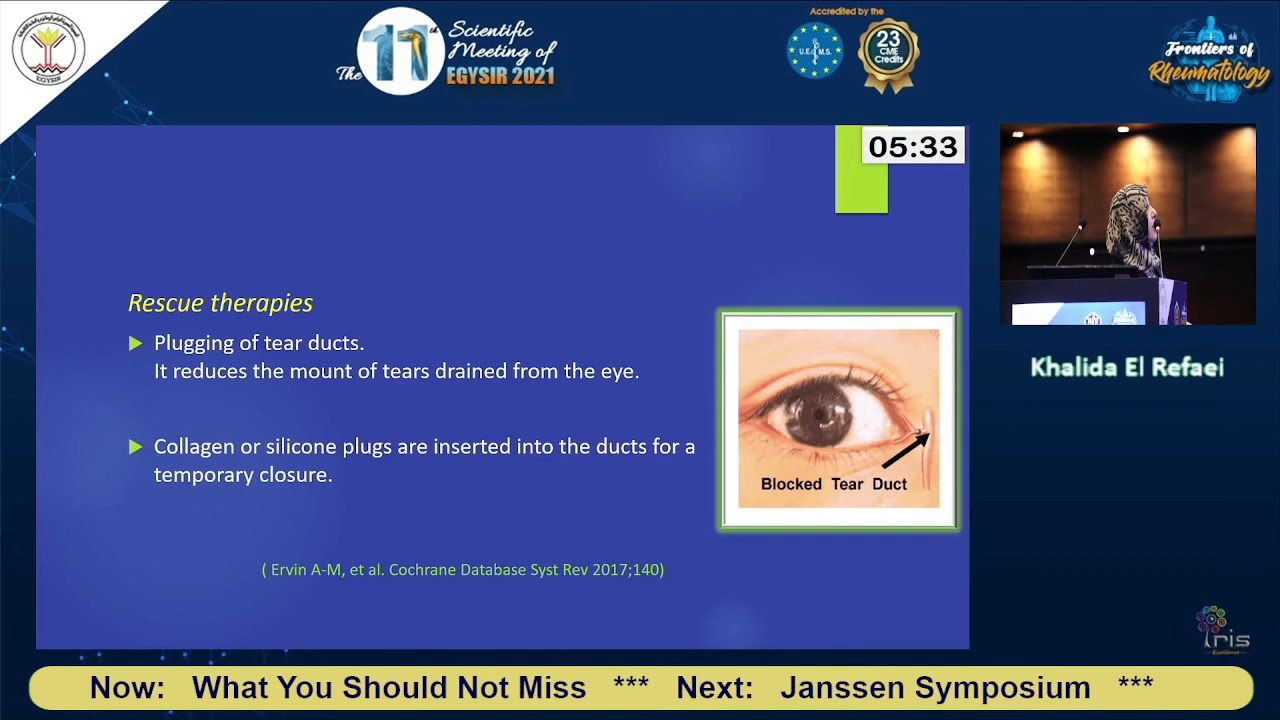 EGYSIR
The 11th
Scientific
Meeting of
EGYSIR 2021
Accredited by the
U.E.M.S.
23
CME
Credits
Frontiers of
Rheumatology
05:33
Rescue therapies
Plugging of tear ducts.
It reduces the mount of tears drained from the eye.
Collagen or silicone plugs are inserted into the ducts for a
temporary closure.
Blocked Tear Duct
( Ervin A-M, et al. Cochrane Database Syst Rev 2017;140)
Khalida El Refaei
Iris
Now: What You Should Not Miss *** Next: Janssen Symposium ***